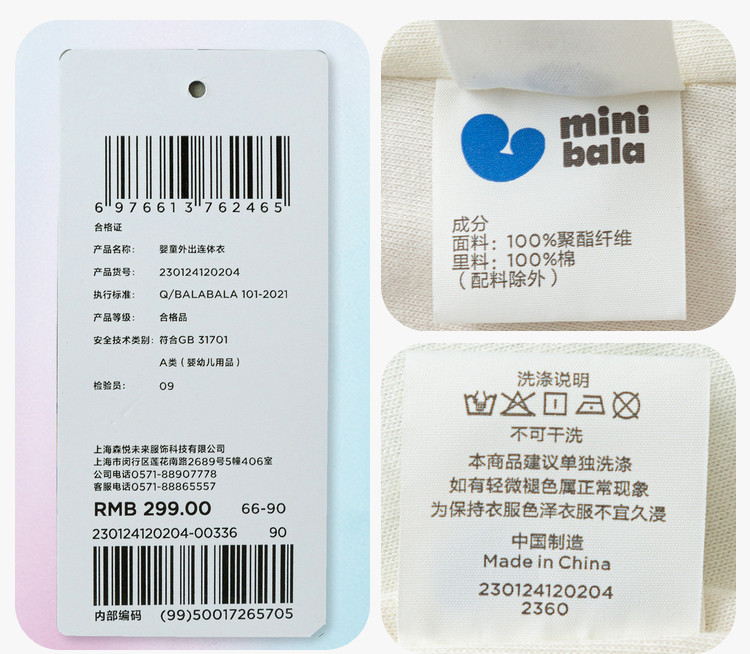 6 976613 762465
合格证
产品名称: 婴童外出连体衣
产品货号: 230124120204
执行标准: Q/BALABALA 101-2021
产品等级: 合格品
安全技术类别: 符合GB 31701
A类（婴幼儿用品）
检验员: 09
上海森悦未来服饰科技有限公司
上海市闵行区莲花南路2689号5幢406室
公司电话0571-88907778
客服电话0571-88865557
RMB 299.00 66-90
230124120204-00336 90
内部编码 (99)50017265705
mini
bala
成分
面料: 100%聚酯纤维
里料: 100%棉
（配料除外）
洗涤说明
不可干洗
本商品建议单独洗涤
如有轻微褪色属正常现象
为保持衣服色泽衣服不宜久浸
中国制造
Made in China
230124120204
2360